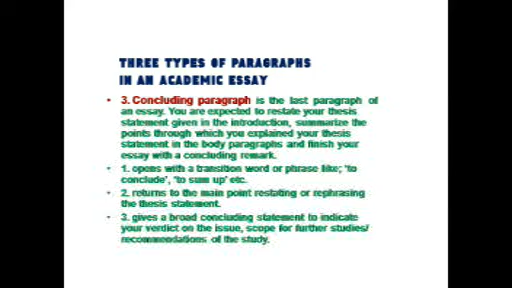 THREE TYPES OF PARAGRAPHS
IN AN ACADEMIC ESSAY
• 3. Concluding paragraph is the last paragraph of
an essay. You are expected to restate your thesis
statement given in the introduction, summarize the
points through which you explained your thesis
statement in the body paragraphs and finish your
essay with a concluding remark.
• 1. opens with a transition word or phrase like; 'to
conclude', 'to sum up' etc.
• 2. returns to the main point restating or rephrasing
the thesis statement.
• 3. gives a broad concluding statement to indicate
your verdict on the issue, scope for further studies/
recommendations of the study.